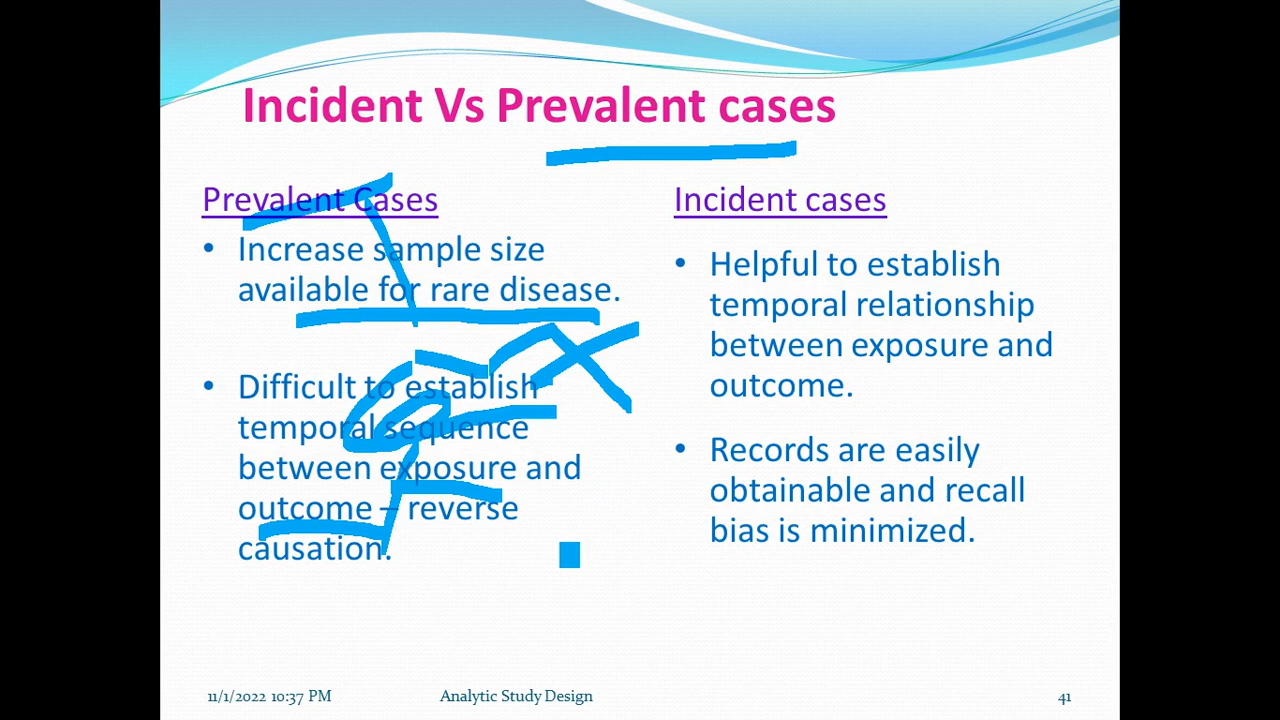 Incident Vs Prevalent cases
Prevalent Cases
• Increase sample size
available for rare disease.
• Difficult to establish
temporal sequence
between exposure and
outcome – reverse
causation.
Incident cases
• Helpful to establish
temporal relationship
between exposure and
outcome.
• Records are easily
obtainable and recall
bias is minimized.
11/1/2022 10:37 PM
Analytic Study Design
41